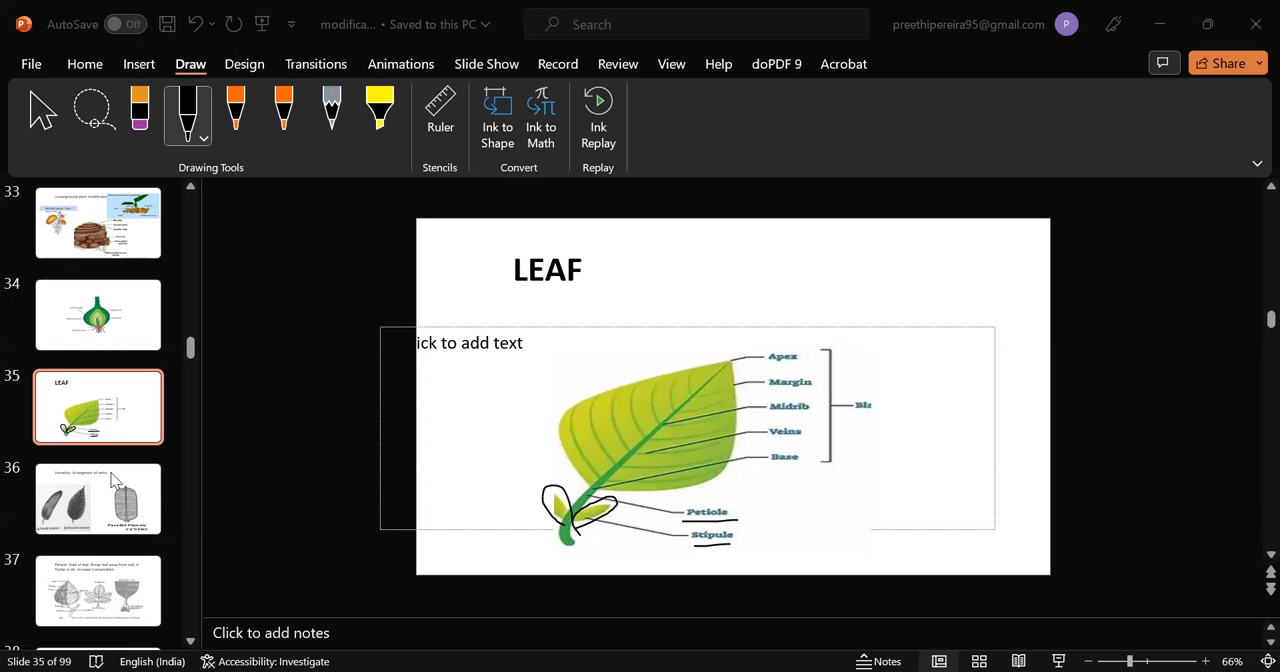 AutoSave Off modifica... • Saved to this PC Search preethipereira95@gmail.com P
File Home Insert Draw Design Transitions Animations Slide Show Record Review View Help doPDF 9 Acrobat Share
Ruler
Ink to Shape
Ink to Math
Ink Replay
Drawing Tools Stencils Convert Replay
33
34
35
LEAF
36
37
LEAF
ick to add text
Apex
Margin
Midrib
Bla
Veins
Base
Petiole
Stipule
Click to add notes
Slide 35 of 99 English (India) Accessibility: Investigate Notes 66%